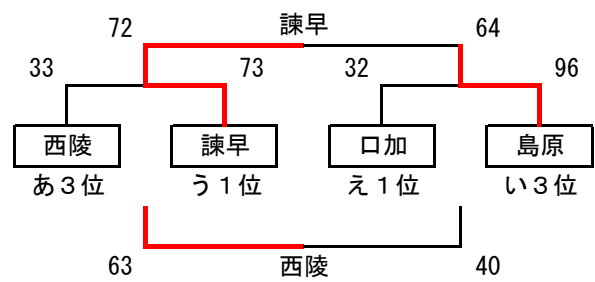 72 諫早 64
33 73 32 96
西陵 諫早 口加 島原
あ３位 う１位 え１位 い３位
63 西陵 40